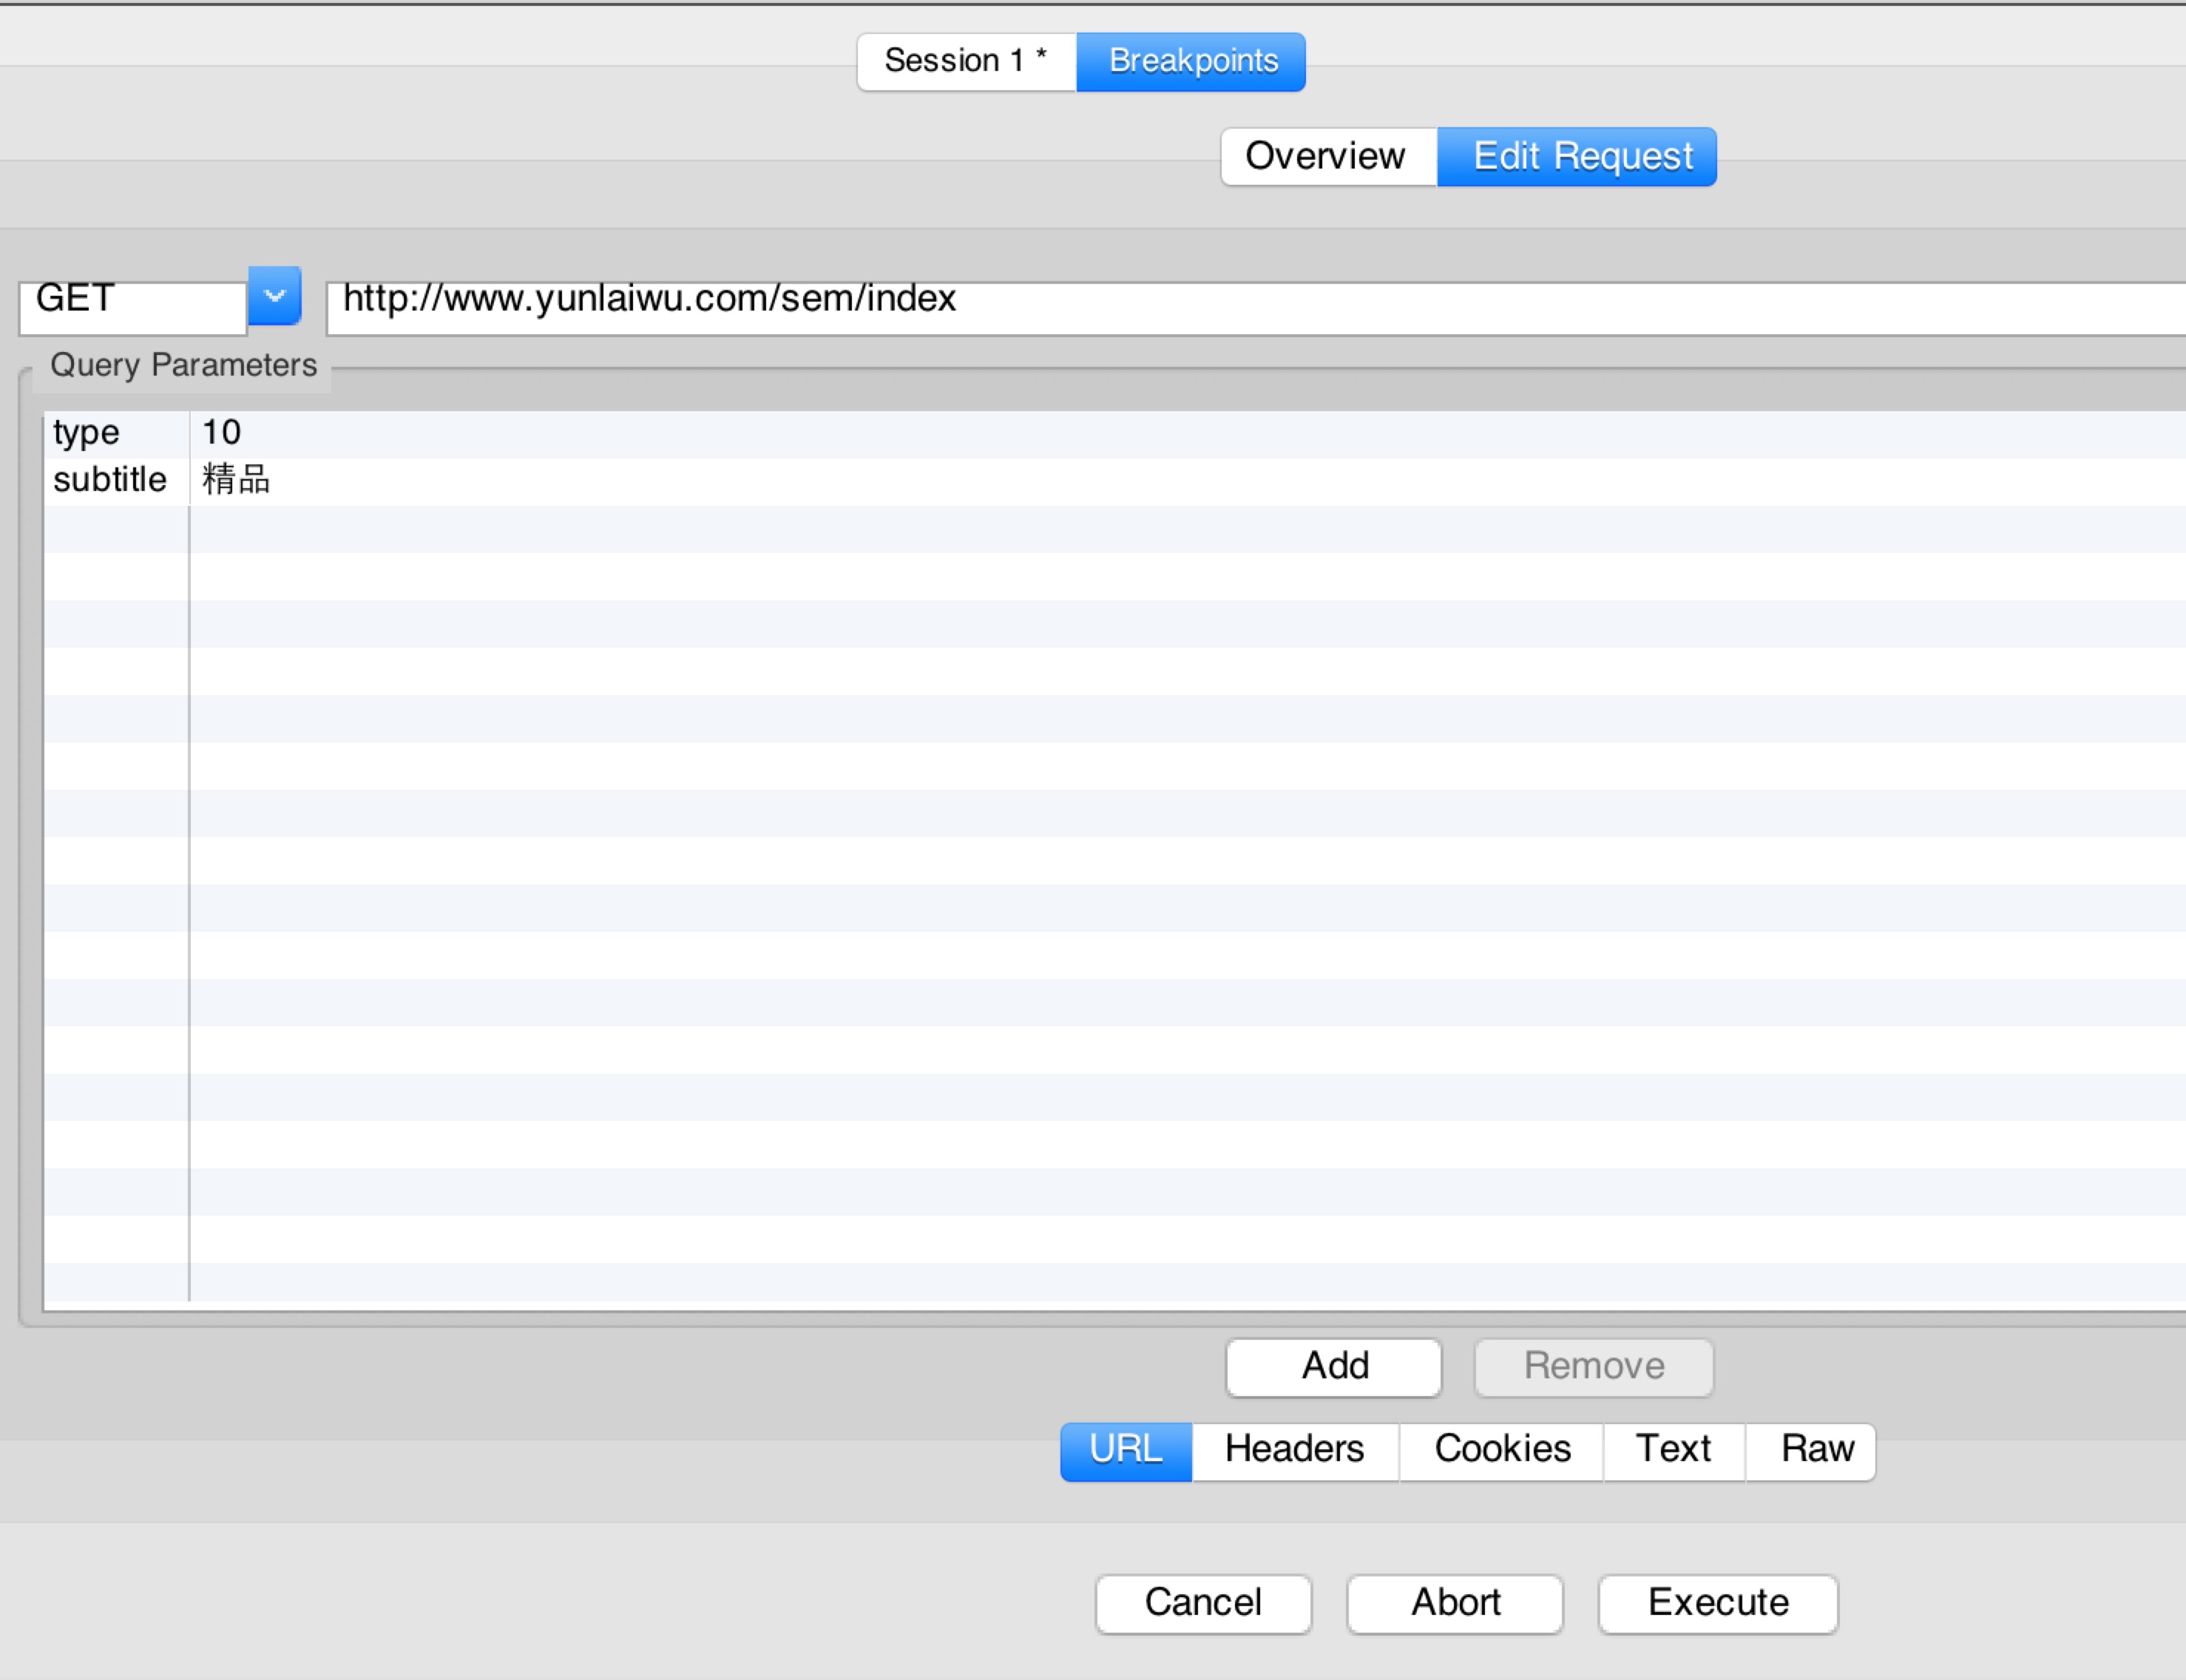 Session 1 * Breakpoints
Overview Edit Request
GET http://www.yunlaiwu.com/sem/index
Query Parameters
type 10
subtitle 精品
Add Remove
URL Headers Cookies Text Raw
Cancel Abort Execute